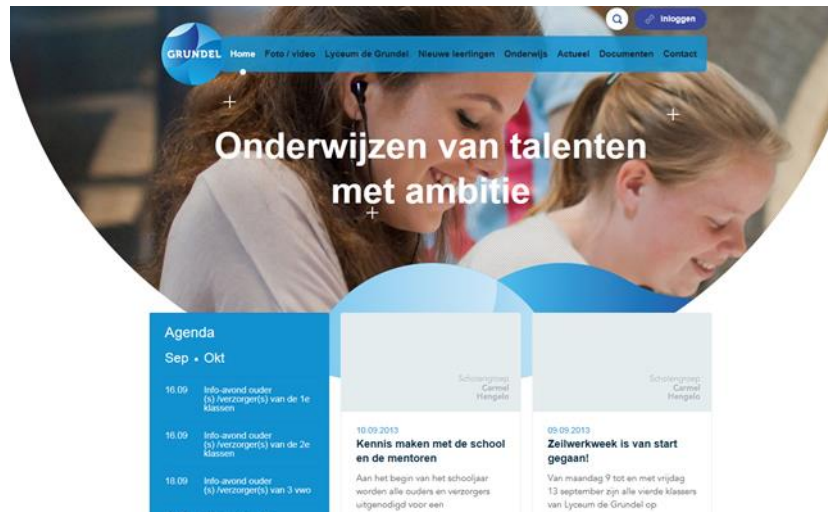 Inloggen
GRUNDEL
Home Foto / video Lyceum de Grundel Nieuwe leerlingen Onderwijs Actueel Documenten Contact
Onderwijzen van talenten
met ambitie
Agenda
Sep • Okt
16.09 Info-avond ouder
(s) /verzorger(s) van de 1e
klassen
16.09 Info-avond ouder
(s) /verzorger(s) van de 2e
klassen
18.09 Info-avond ouder
(s) /verzorger(s) van 3 vwo
Scholengroep
Carmel
Hengelo
10.09.2013
Kennis maken met de school
en de mentoren
Aan het begin van het schooljaar
worden alle ouders en verzorgers
uitgenodigd voor een
Scholengroep
Carmel
Hengelo
09.09.2013
Zeilwerkweek is van start
gegaan!
Van maandag 9 tot en met vrijdag
13 september zijn alle vierde klassers
van Lyceum de Grundel op